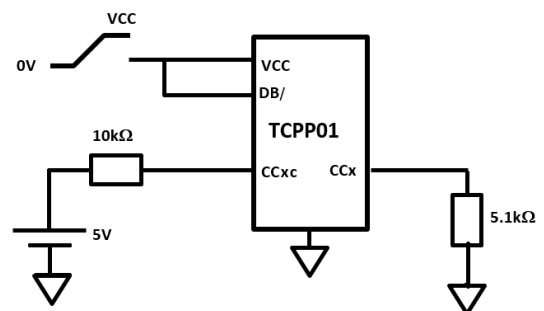 VCC
0V
VCC
DB/
TCPP01
10kΩ
CCxc
CCx
5.1kΩ
5V